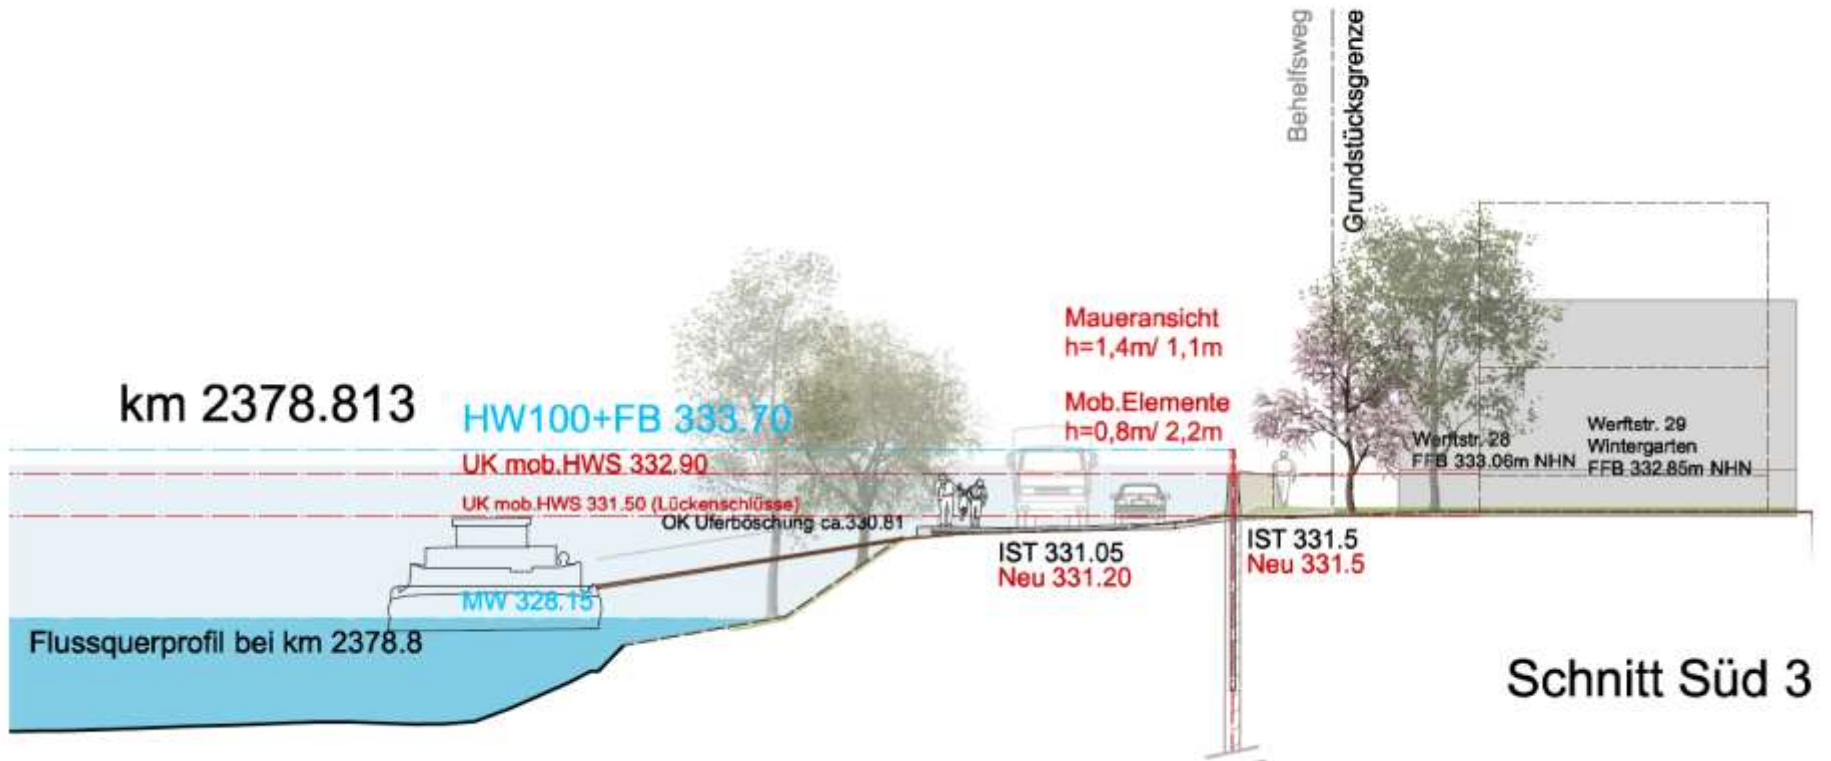 Behelfsweg
Grundstücksgrenze
Maueransicht
h=1,4m/ 1,1m
km 2378.813
HW100+FB 333.70
Mob.Elemente
h=0,8m/ 2,2m
Werftstr. 28
FFB 333.06m NHN
Werftstr. 29
Wintergarten
FFB 332.85m NHN
UK mob.HWS 332.90
UK mob.HWS 331.50 (Lückenschlüsse)
OK Uferböschung ca.330.81
IST 331.05
Neu 331.20
IST 331.5
Neu 331.5
MW 328.15
Flussquerprofil bei km 2378.8
Schnitt Süd 3